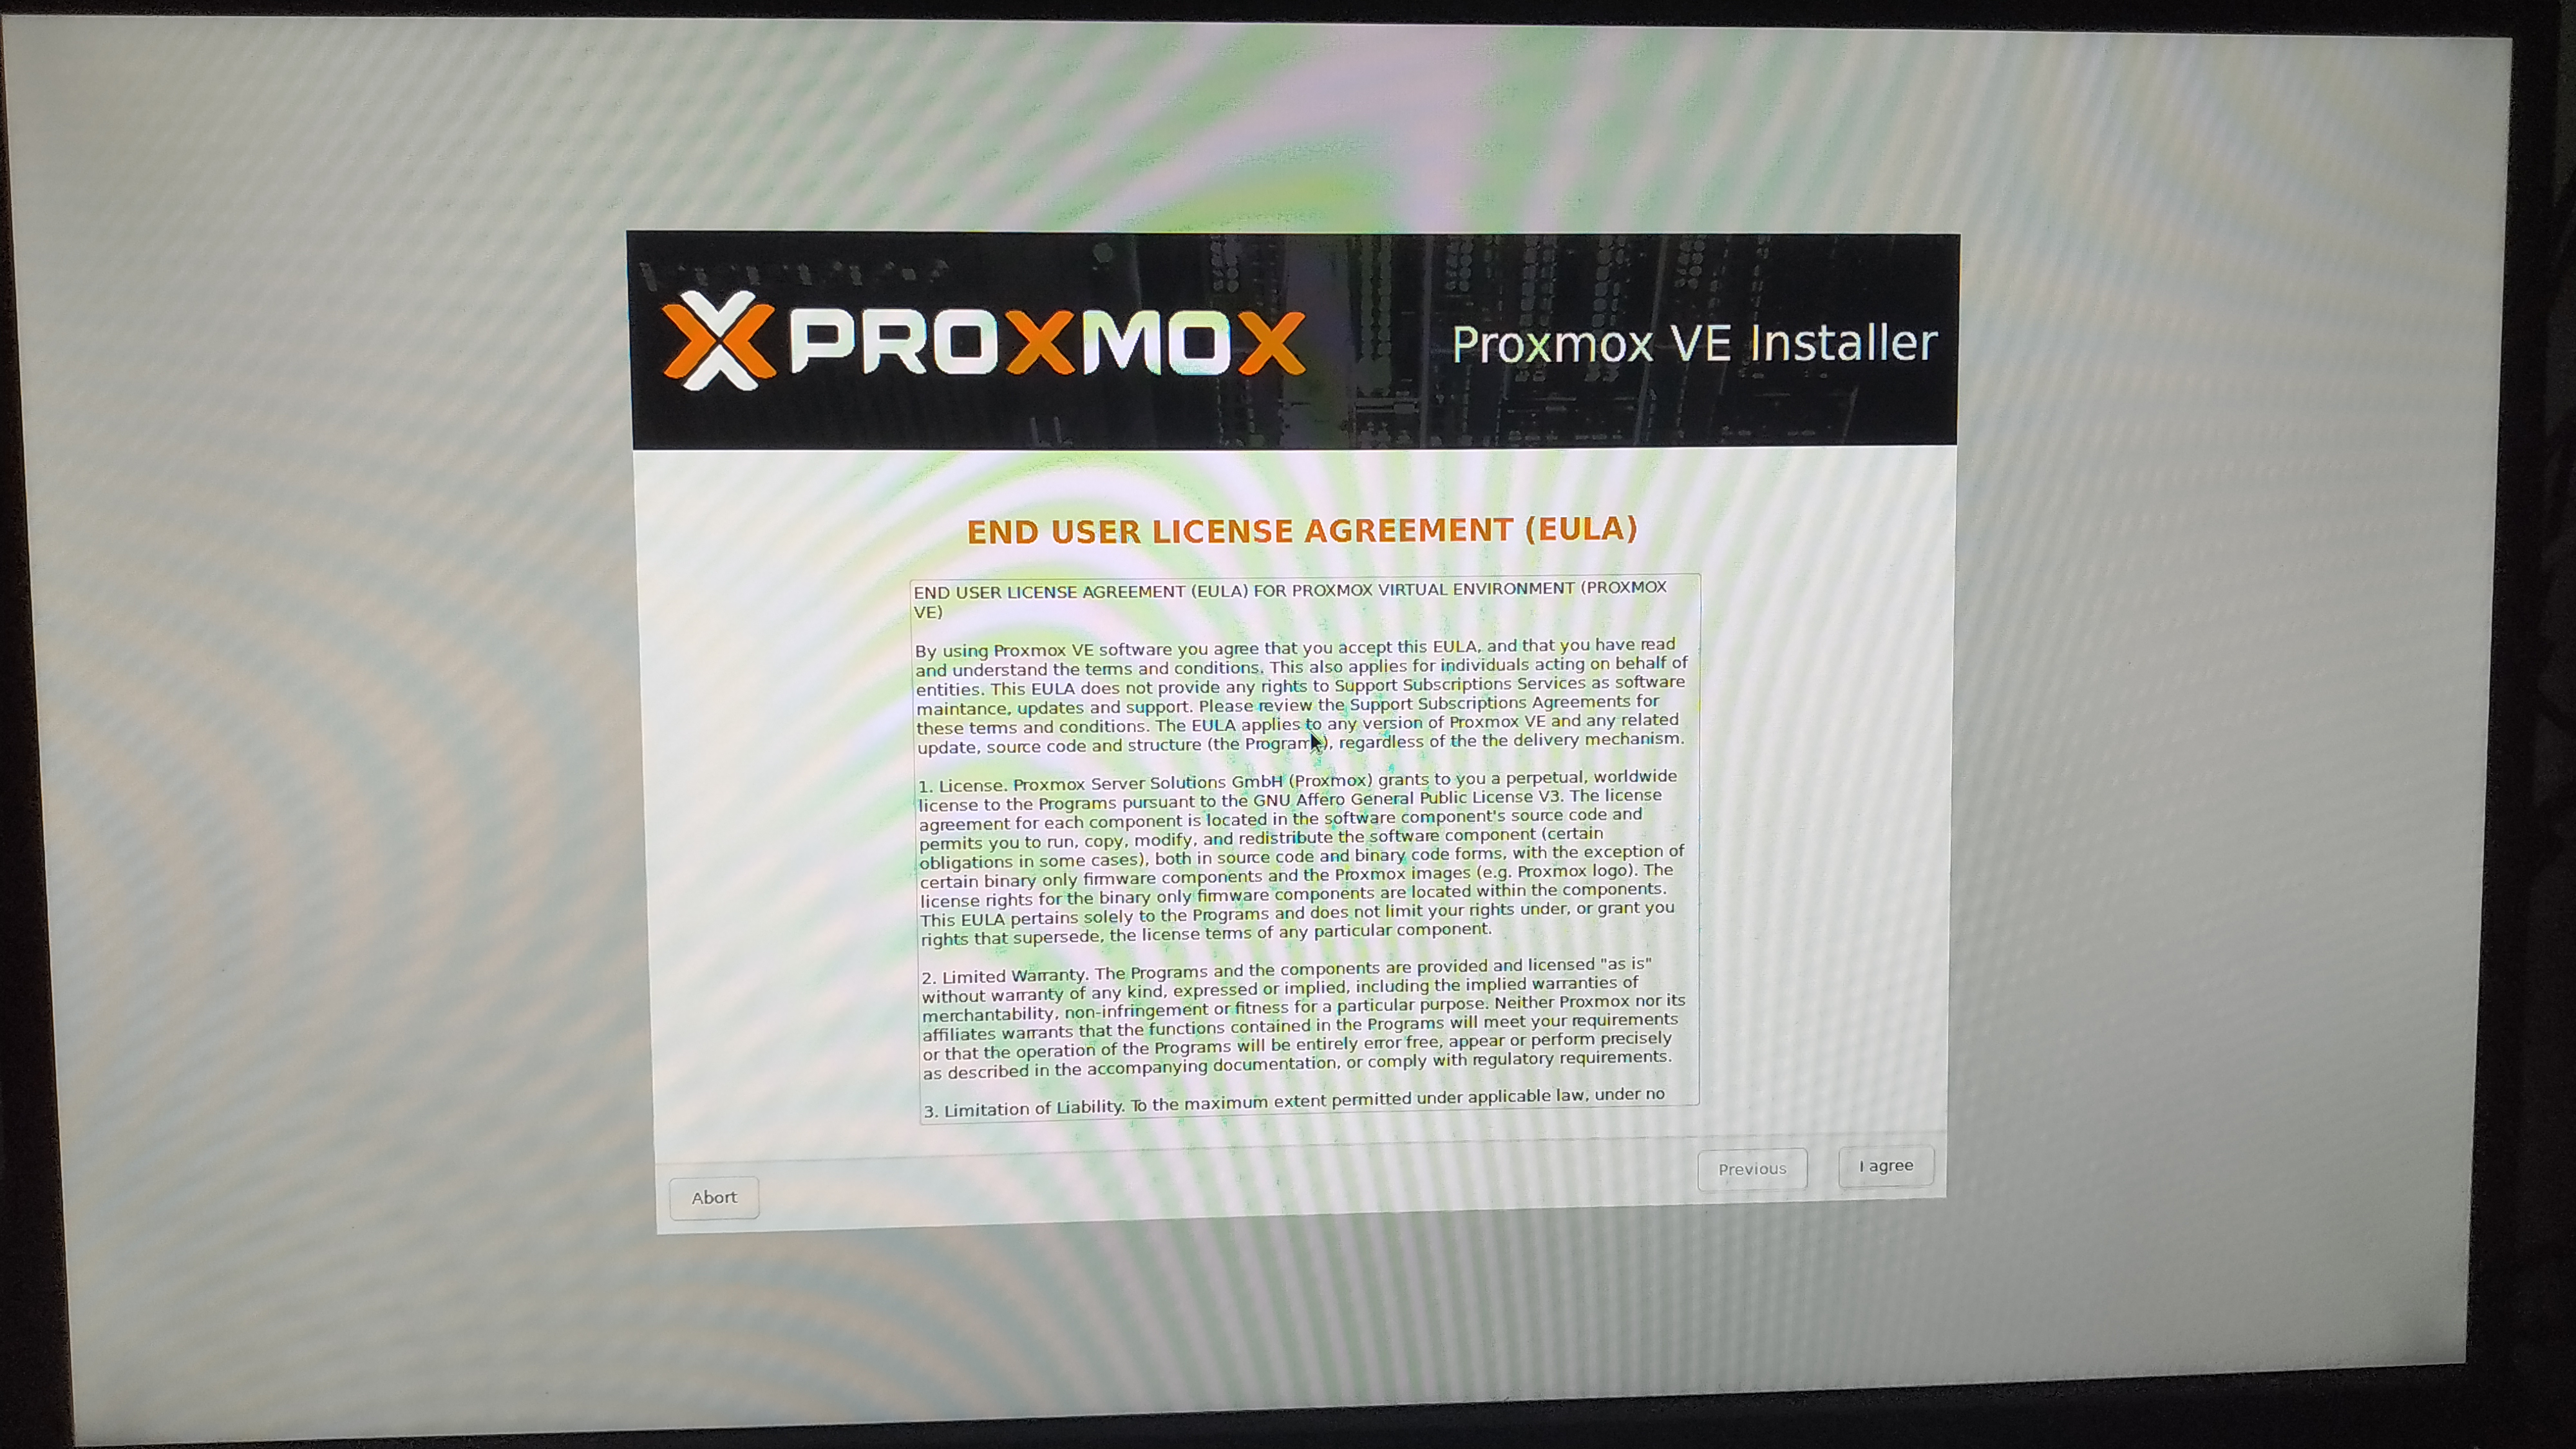 PROXMOX
Proxmox VE Installer
END USER LICENSE AGREEMENT (EULA)
END USER LICENSE AGREEMENT (EULA) FOR PROXMOX VIRTUAL ENVIRONMENT (PROXMOX
VE)
By using Proxmox VE software you agree that you accept this EULA, and that you have read
and understand the terms and conditions. This also applies for individuals acting on behalf of
entities. This EULA does not provide any rights to Support Subscriptions Services as software
maintance, updates and support. Please review the Support Subscriptions Agreements for
these terms and conditions. The EULA applies to any version of Proxmox VE and any related
update, source code and structure (the Programs), regardless of the the delivery mechanism.
1. License. Proxmox Server Solutions GmbH (Proxmox) grants to you a perpetual, worldwide
license to the Programs pursuant to the GNU Affero General Public License V3. The license
agreement for each component is located in the software component's source code and
permits you to run, copy, modify, and redistribute the software component (certain
obligations in some cases), both in source code and binary code forms, with the exception of
certain binary only firmware components and the Proxmox images (e.g. Proxmox logo). The
license rights for the binary only firmware components are located within the components.
This EULA pertains solely to the Programs and does not limit your rights under, or grant you
rights that supersede, the license terms of any particular component.
2. Limited Warranty. The Programs and the components are provided and licensed "as is"
without warranty of any kind, expressed or implied, including the implied warranties of
merchantability, non-infringement or fitness for a particular purpose. Neither Proxmox nor its
affiliates warrants that the functions contained in the Programs will meet your requirements
or that the operation of the Programs will be entirely error free, appear or perform precisely
as described in the accompanying documentation, or comply with regulatory requirements.
3. Limitation of Liability. To the maximum extent permitted under applicable law, under no
Abort
Previous
I agree